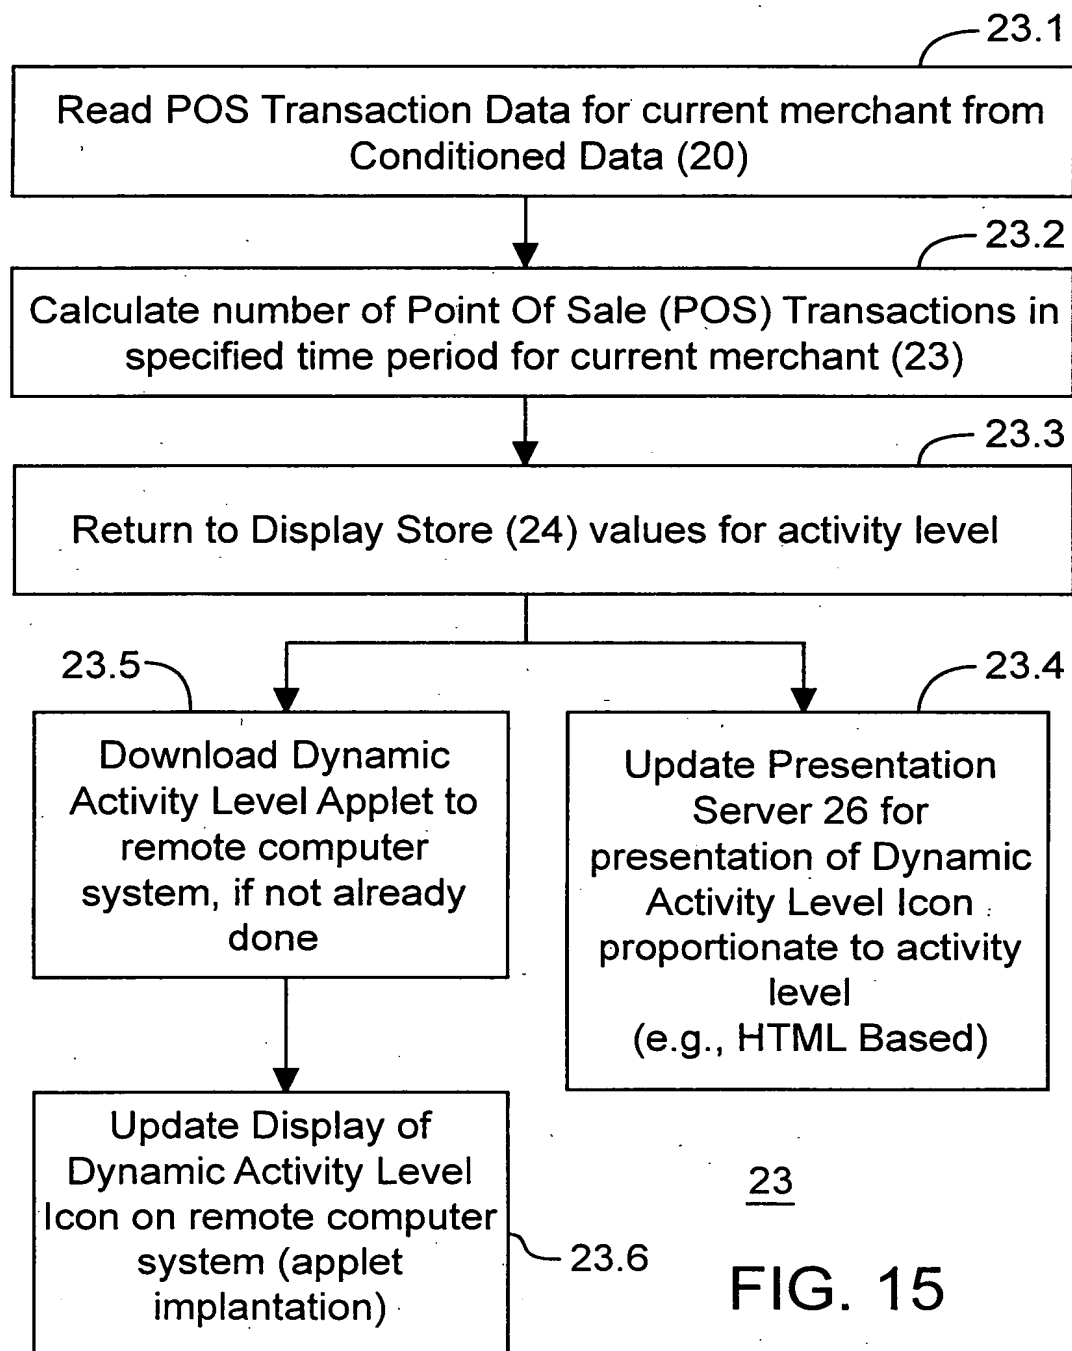 23.1
Read POS Transaction Data for current merchant from
Conditioned Data (20)
23.2
Calculate number of Point Of Sale (POS) Transactions in
specified time period for current merchant (23)
23.3
Return to Display Store (24) values for activity level
23.5
Download Dynamic
Activity Level Applet to
remote computer
system, if not already
done
23.4
Update Presentation
Server 26 for
presentation of Dynamic
Activity Level Icon
proportionate to activity
level
(e.g., HTML Based)
Update Display of
Dynamic Activity Level
Icon on remote computer
system (applet
implantation)
23.6
23
FIG. 15